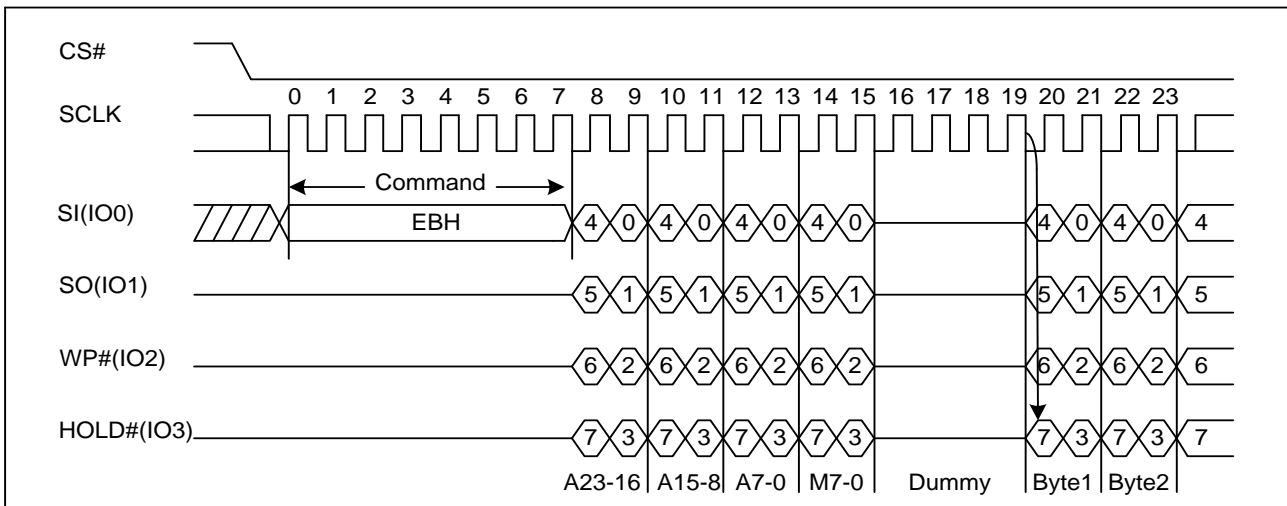 CS#
0 1 2 3 4 5 6 7 8 9 10 11 12 13 14 15 16 17 18 19 20 21 22 23
SCLK
Command
SI(IO0) EBH 4 0 4 0 4 0 4 0 4 0 4 0 4
SO(IO1) 5 1 5 1 5 1 5 1 5 1 5 1 5
WP#(IO2) 6 2 6 2 6 2 6 2 6 2 6 2 6
HOLD#(IO3) 7 3 7 3 7 3 7 3 7 3 7 3 7
A23-16 A15-8 A7-0 M7-0 Dummy Byte1 Byte2